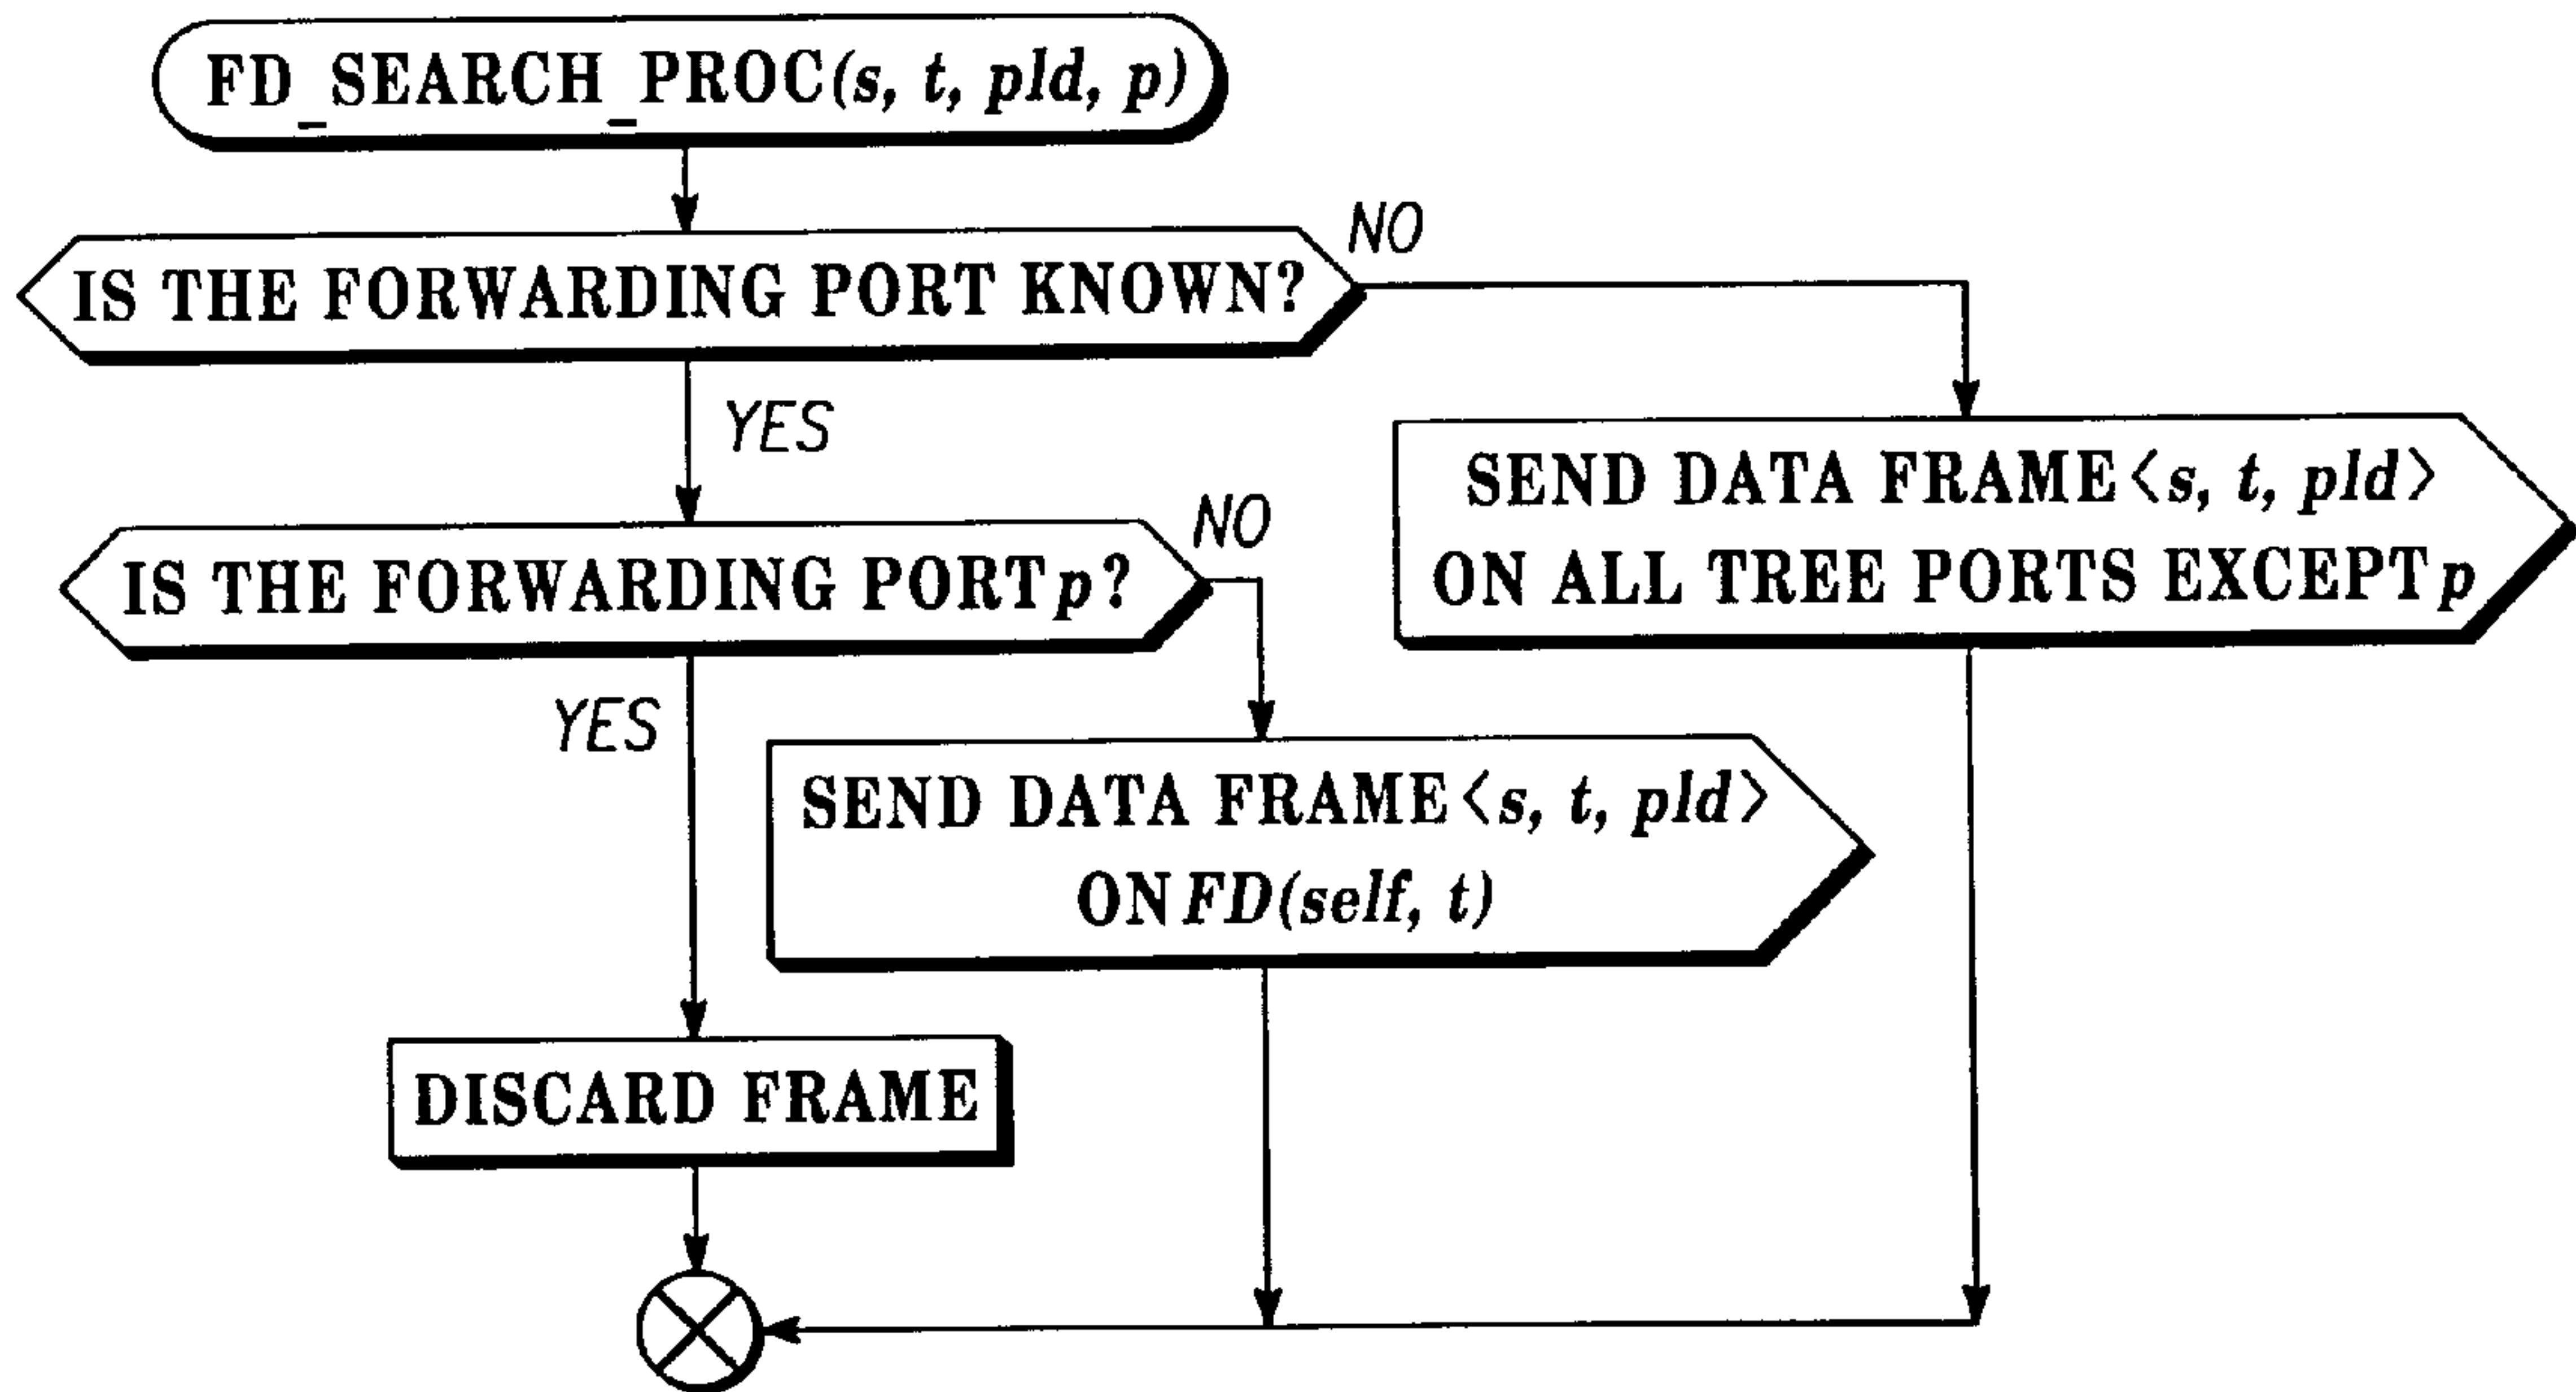 FD_SEARCH_PROC(s, t, pld, p)
IS THE FORWARDING PORT KNOWN?
NO
YES
SEND DATA FRAME<s, t, pld>
ON ALL TREE PORTS EXCEPT p
IS THE FORWARDING PORT p?
NO
YES
SEND DATA FRAME<s, t, pld>
ON FD(self, t)
DISCARD FRAME